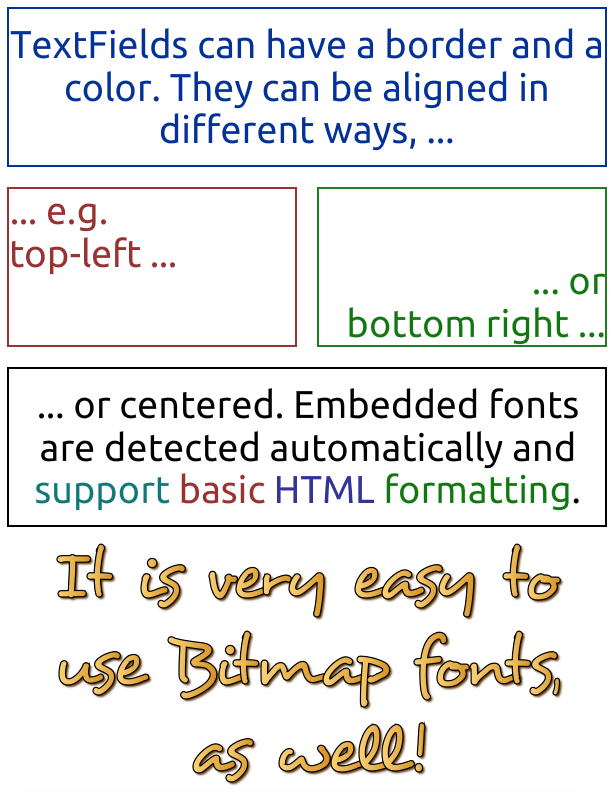 TextFields can have a border and a
color. They can be aligned in
different ways, ...
... e.g.
top-left ...
... or
bottom right ...
... or centered. Embedded fonts
are detected automatically and
support basic HTML formatting.
It is very easy to
use Bitmap fonts,
as well!